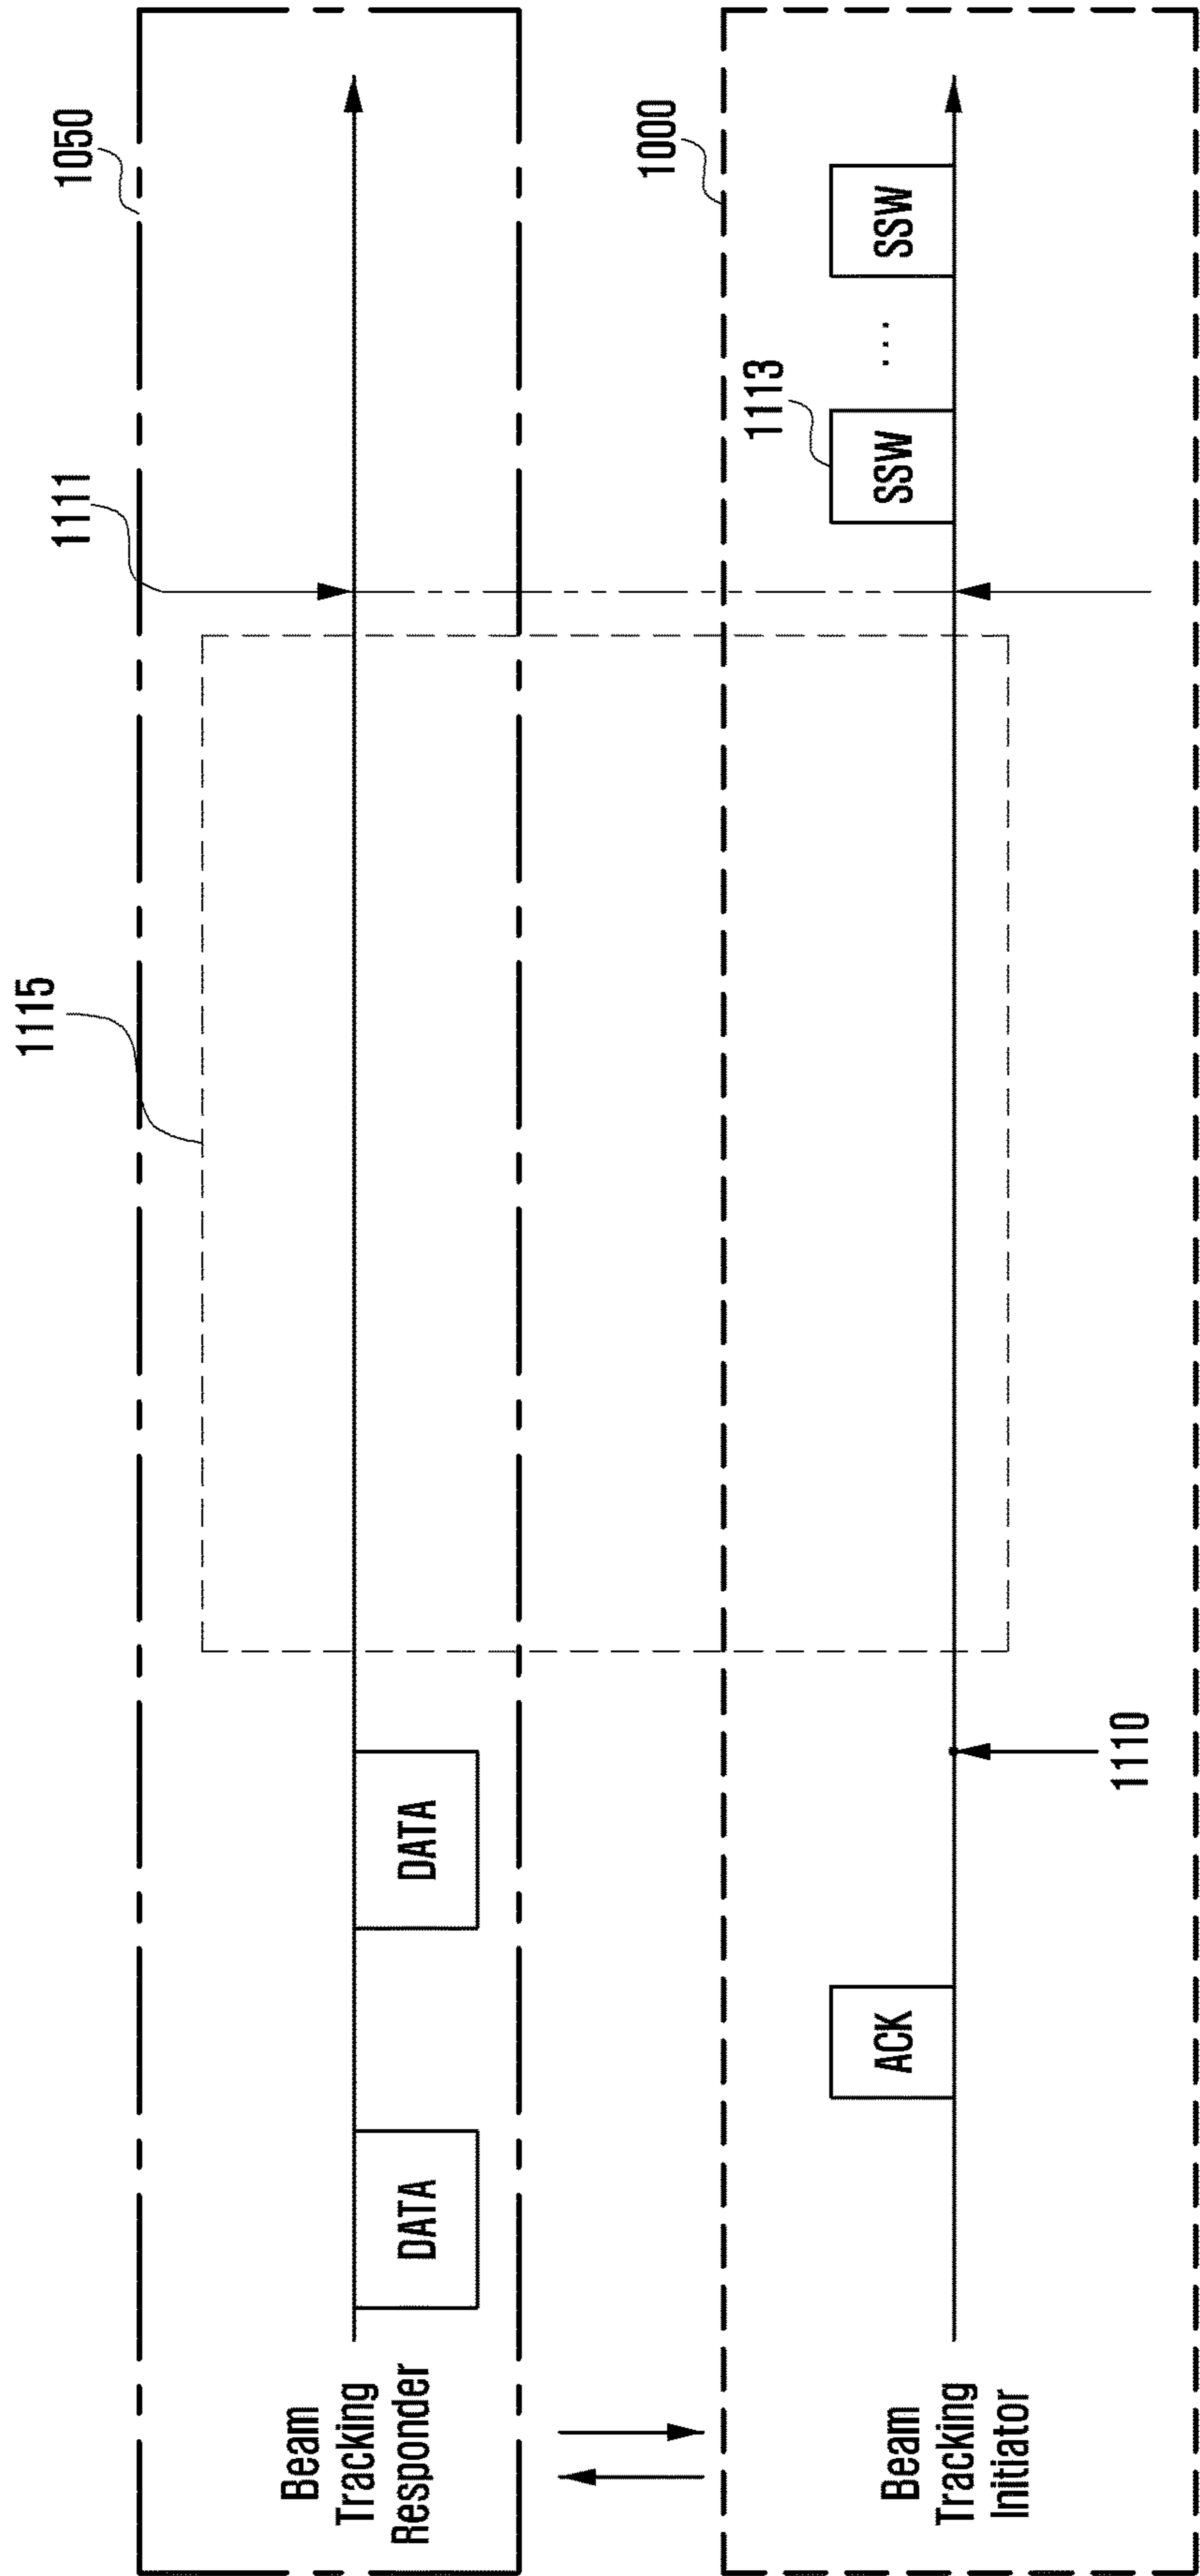 1115
1111
1050
Beam
Tracking
Responder
DATA
DATA
1113
1000
Beam
Tracking
Initiator
ACK
SSW
...
SSW
1110